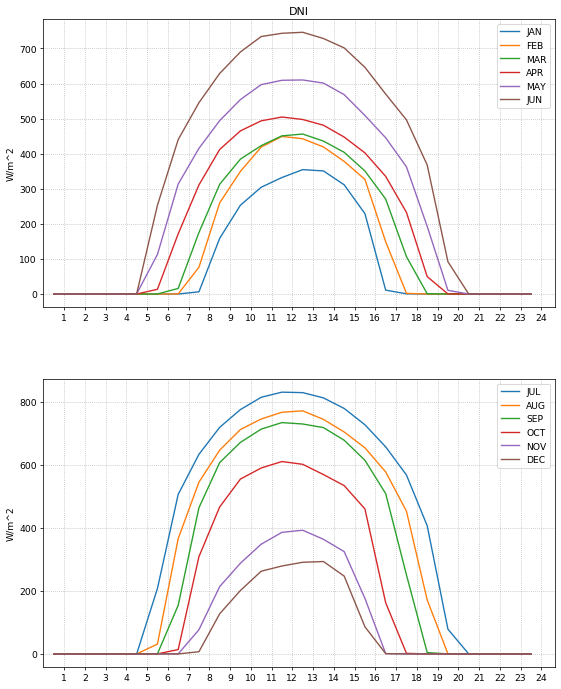 DNI
W/m^2
700
600
500
400
300
200
100
0
JAN
FEB
MAR
APR
MAY
JUN
1 2 3 4 5 6 7 8 9 10 11 12 13 14 15 16 17 18 19 20 21 22 23 24
W/m^2
800
600
400
200
0
JUL
AUG
SEP
OCT
NOV
DEC
1 2 3 4 5 6 7 8 9 10 11 12 13 14 15 16 17 18 19 20 21 22 23 24